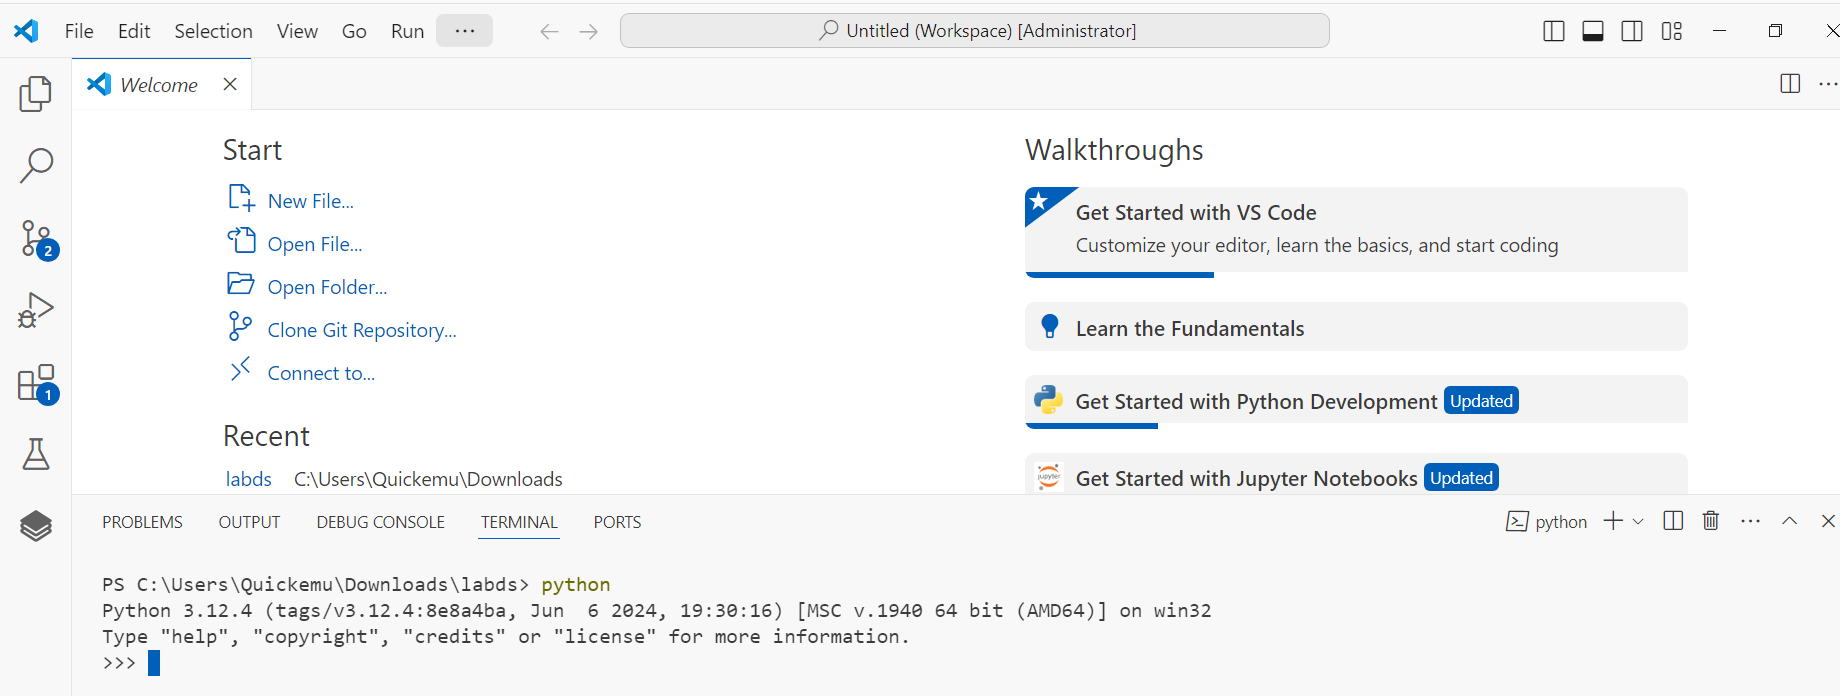 File Edit Selection View Go Run ... Untitled (Workspace) [Administrator]
Welcome
Start
New File...
Open File...
Open Folder...
Clone Git Repository...
Connect to...
Recent
labds C:\Users\Quickemu\Downloads
Walkthroughs
Get Started with VS Code
Customize your editor, learn the basics, and start coding
Learn the Fundamentals
Get Started with Python Development Updated
jupyter Get Started with Jupyter Notebooks Updated
2
1
PROBLEMS OUTPUT DEBUG CONSOLE TERMINAL PORTS python
PS C:\Users\Quickemu\Downloads\labds> python
Python 3.12.4 (tags/v3.12.4:8e8a4ba, Jun  6 2024, 19:30:16) [MSC v.1940 64 bit (AMD64)] on win32
Type "help", "copyright", "credits" or "license" for more information.
>>>